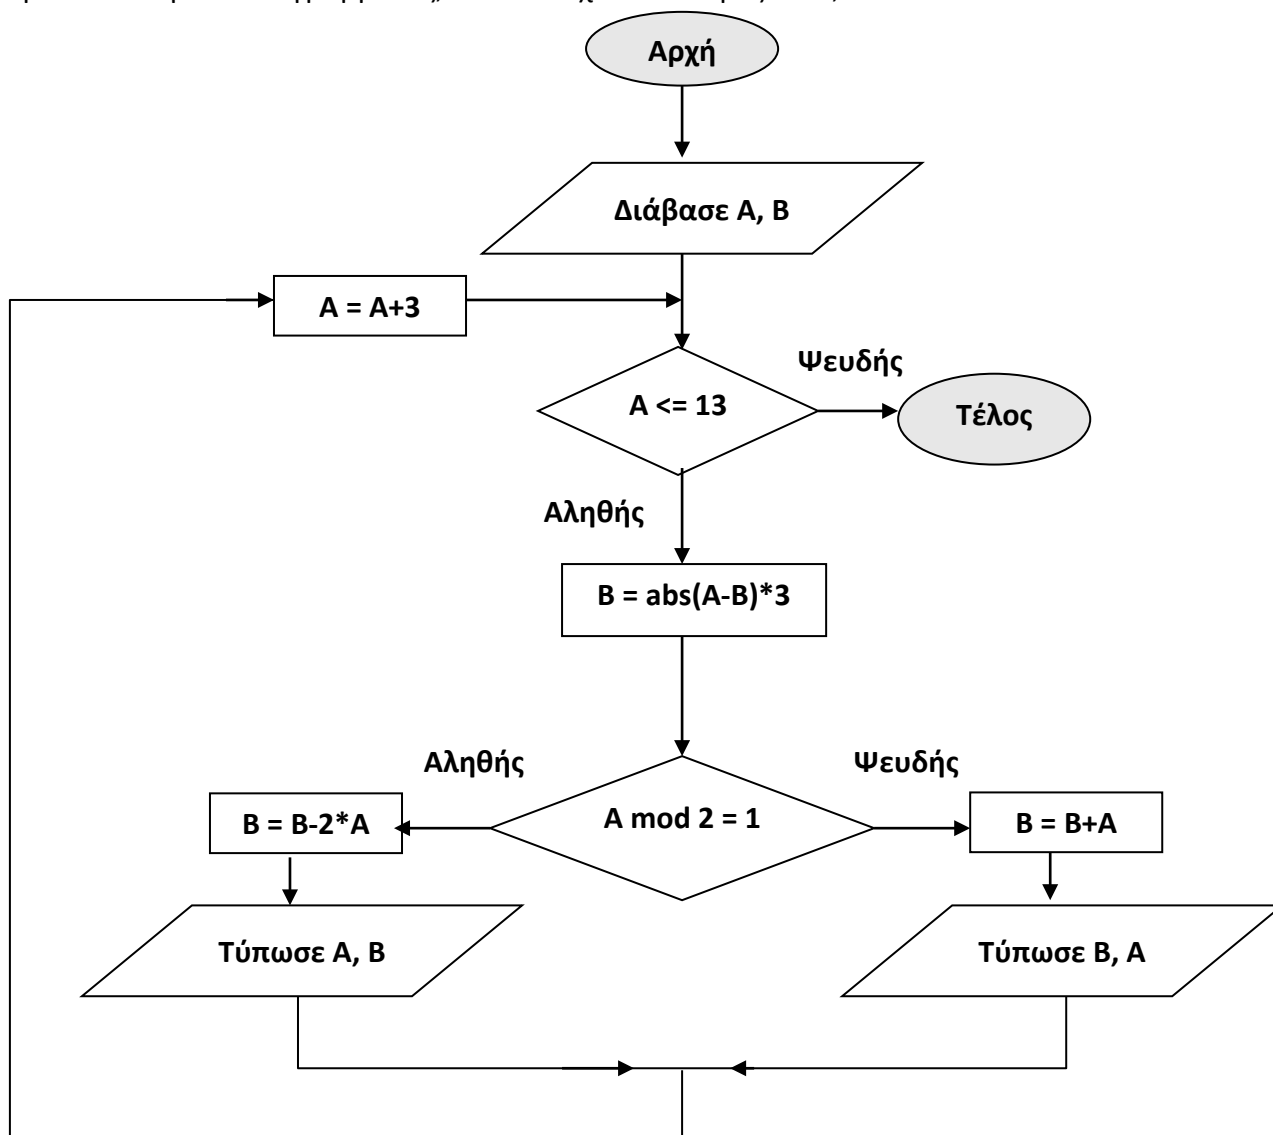 Αρχή
Διάβασε Α, Β
Α = Α+3
Ψευδής
Α <= 13
Τέλος
Αληθής
Β = abs(Α-Β)*3
Αληθής
Ψευδής
Β = Β-2*Α
Α mod 2 = 1
Β = Β+Α
Τύπωσε Α, Β
Τύπωσε Β, Α